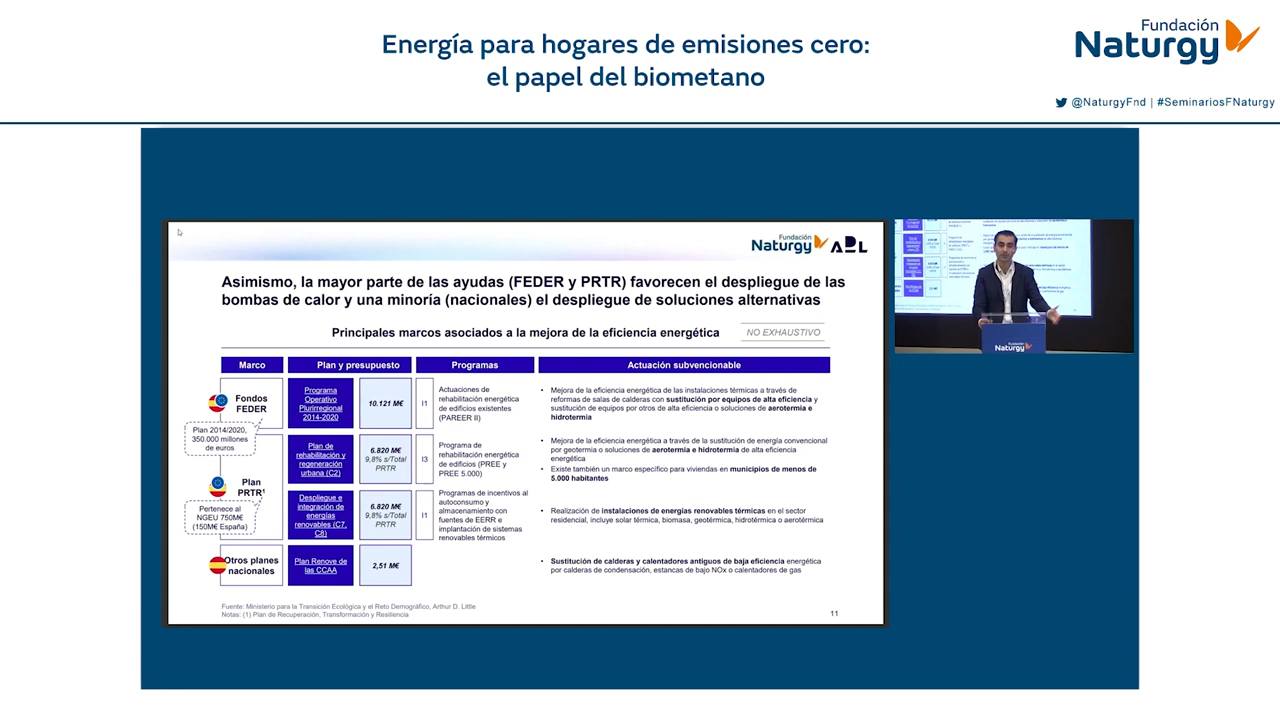 Energía para hogares de emisiones cero:
el papel del biometano
Fundación
Naturgy
@NaturgyFnd | #SeminariosFNaturgy
Fundación
Naturgy
ADL
Asimismo, la mayor parte de las ayudas (FEDER y PRTR) favorecen el despliegue de las
bombas de calor y una minoría (nacionales) el despliegue de soluciones alternativas
Principales marcos asociados a la mejora de la eficiencia energética
NO EXHAUSTIVO
Marco
Plan y presupuesto
Programas
Actuación subvencionable
Fondos
FEDER
Plan 2014/2020,
350.000 millones
de euros
Programa
Operativo
Plurirregional
2014-2020
10.121 M€
I1
Actuaciones de
rehabilitación energética
de edificios existentes
(PAREER II)
• Mejora de la eficiencia energética de las instalaciones térmicas a través de
reformas de salas de calderas con sustitución por equipos de alta eficiencia y
sustitución de equipos por otros de alta eficiencia o soluciones de aerotermia e
hidrotermia
Plan
PRTR¹
Pertenece al
NGEU 750M€
(150M€ España)
Plan de
rehabilitación y
regeneración
urbana (C2)
6.820 M€
9,8% s/Total
PRTR
I3
Programa de
rehabilitación energética
de edificios (PREE y
PREE 5.000)
• Mejora de la eficiencia energética a través de la sustitución de energía convencional
por geotermia o soluciones de aerotermia e hidrotermia de alta eficiencia
energética
• Existe también un marco específico para viviendas en municipios de menos de
5.000 habitantes
Despliegue e
integración de
energías
renovables (C7,
C8)
6.820 M€
9,8% s/Total
PRTR
I1
Programas de incentivos al
autoconsumo y
almacenamiento con
fuentes de EERR e
implantación de sistemas
renovables térmicos
• Realización de instalaciones de energías renovables térmicas en el sector
residencial, incluye solar térmica, biomasa, geotérmica, hidrotérmica o aerotérmica
Otros planes
nacionales
Plan Renove de
las CCAA
2,51 M€
• Sustitución de calderas y calentadores antiguos de baja eficiencia energética
por calderas de condensación, estancas de bajo NOx o calentadores de gas
Fuente: Ministerio para la Transición Ecológica y el Reto Demográfico, Arthur D. Little
Notas: (1) Plan de Recuperación, Transformación y Resiliencia
11
Fundación
Naturgy